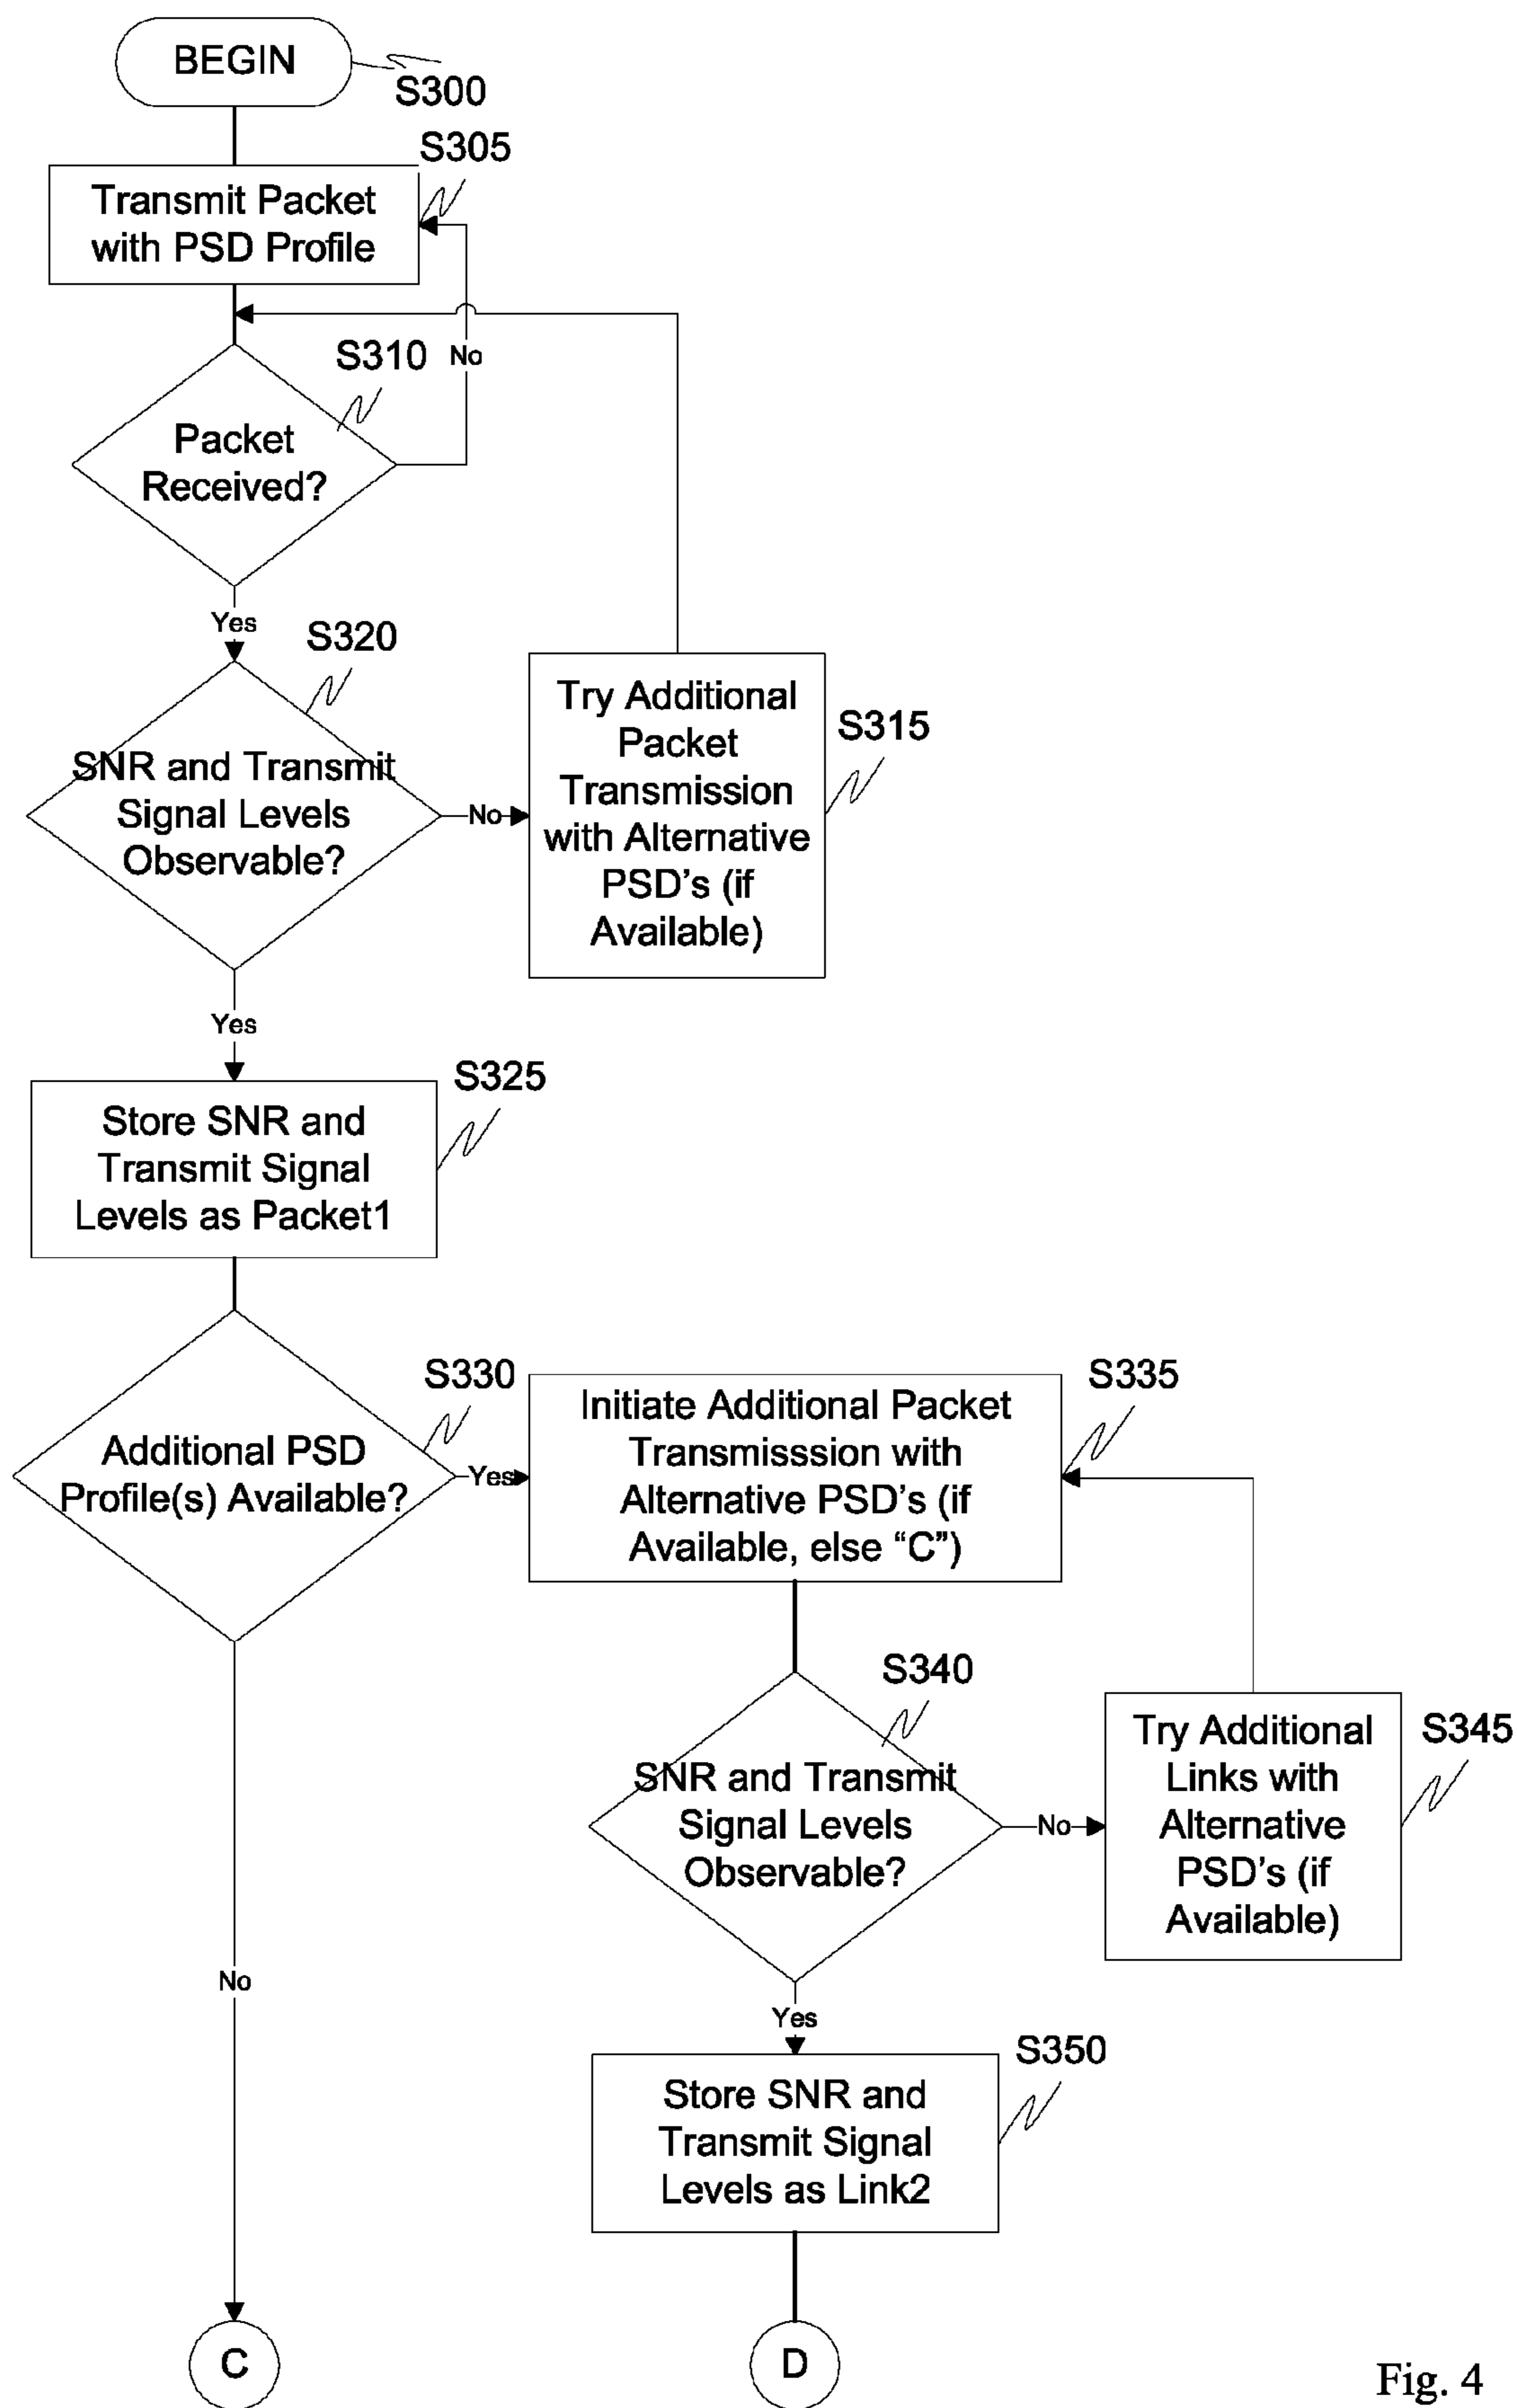 BEGIN
S300
S305
Transmit Packet
with PSD Profile
S310
No
Packet
Received?
Yes
S320
SNR and Transmit
Signal Levels
Observable?
No
Try Additional
Packet
Transmission
with Alternative
PSD's (if
Available)
S315
Yes
S325
Store SNR and
Transmit Signal
Levels as Packet1
S330
Additional PSD
Profile(s) Available?
Yes
S335
Initiate Additional Packet
Transmisssion with
Alternative PSD's (if
Available, else “C”)
S340
SNR and Transmit
Signal Levels
Observable?
No
Try Additional
Links with
Alternative
PSD's (if
Available)
S345
No
Yes
S350
Store SNR and
Transmit Signal
Levels as Link2
C
D
Fig. 4